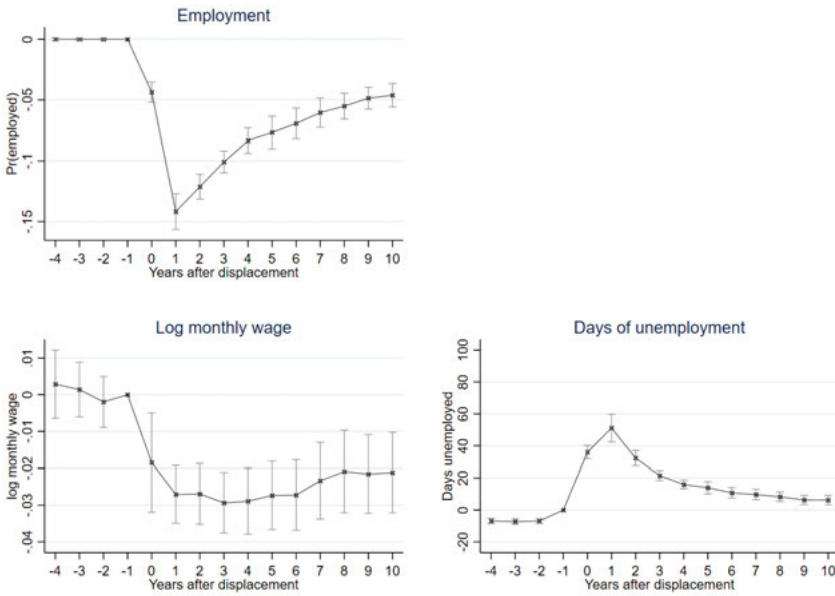 Employment
Pr(employed)
0
-.05
-.1
-.15
-4 -3 -2 -1 0 1 2 3 4 5 6 7 8 9 10
Years after displacement
Log monthly wage
log monthly wage
.01
0
-.01
-.02
-.03
-.04
-4 -3 -2 -1 0 1 2 3 4 5 6 7 8 9 10
Years after displacement
Days of unemployment
Days unemployed
100
80
60
40
20
0
-20
-4 -3 -2 -1 0 1 2 3 4 5 6 7 8 9 10
Years after displacement